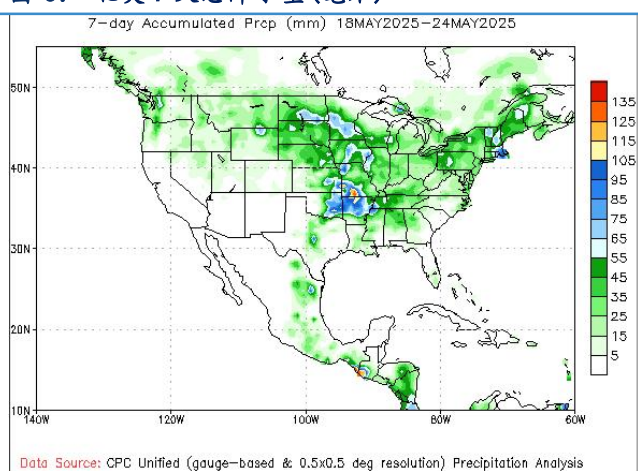 7-day Accumulated Prcp (mm) 18MAY2025-24MAY2025
50N
40N
30N
20N
10N
140W 120W 100W 80W 60W
135
125
115
105
95
85
75
65
55
45
35
25
15
5
Data Source: CPC Unified (gauge-based & 0.5x0.5 deg resolution) Precipitation Analysis